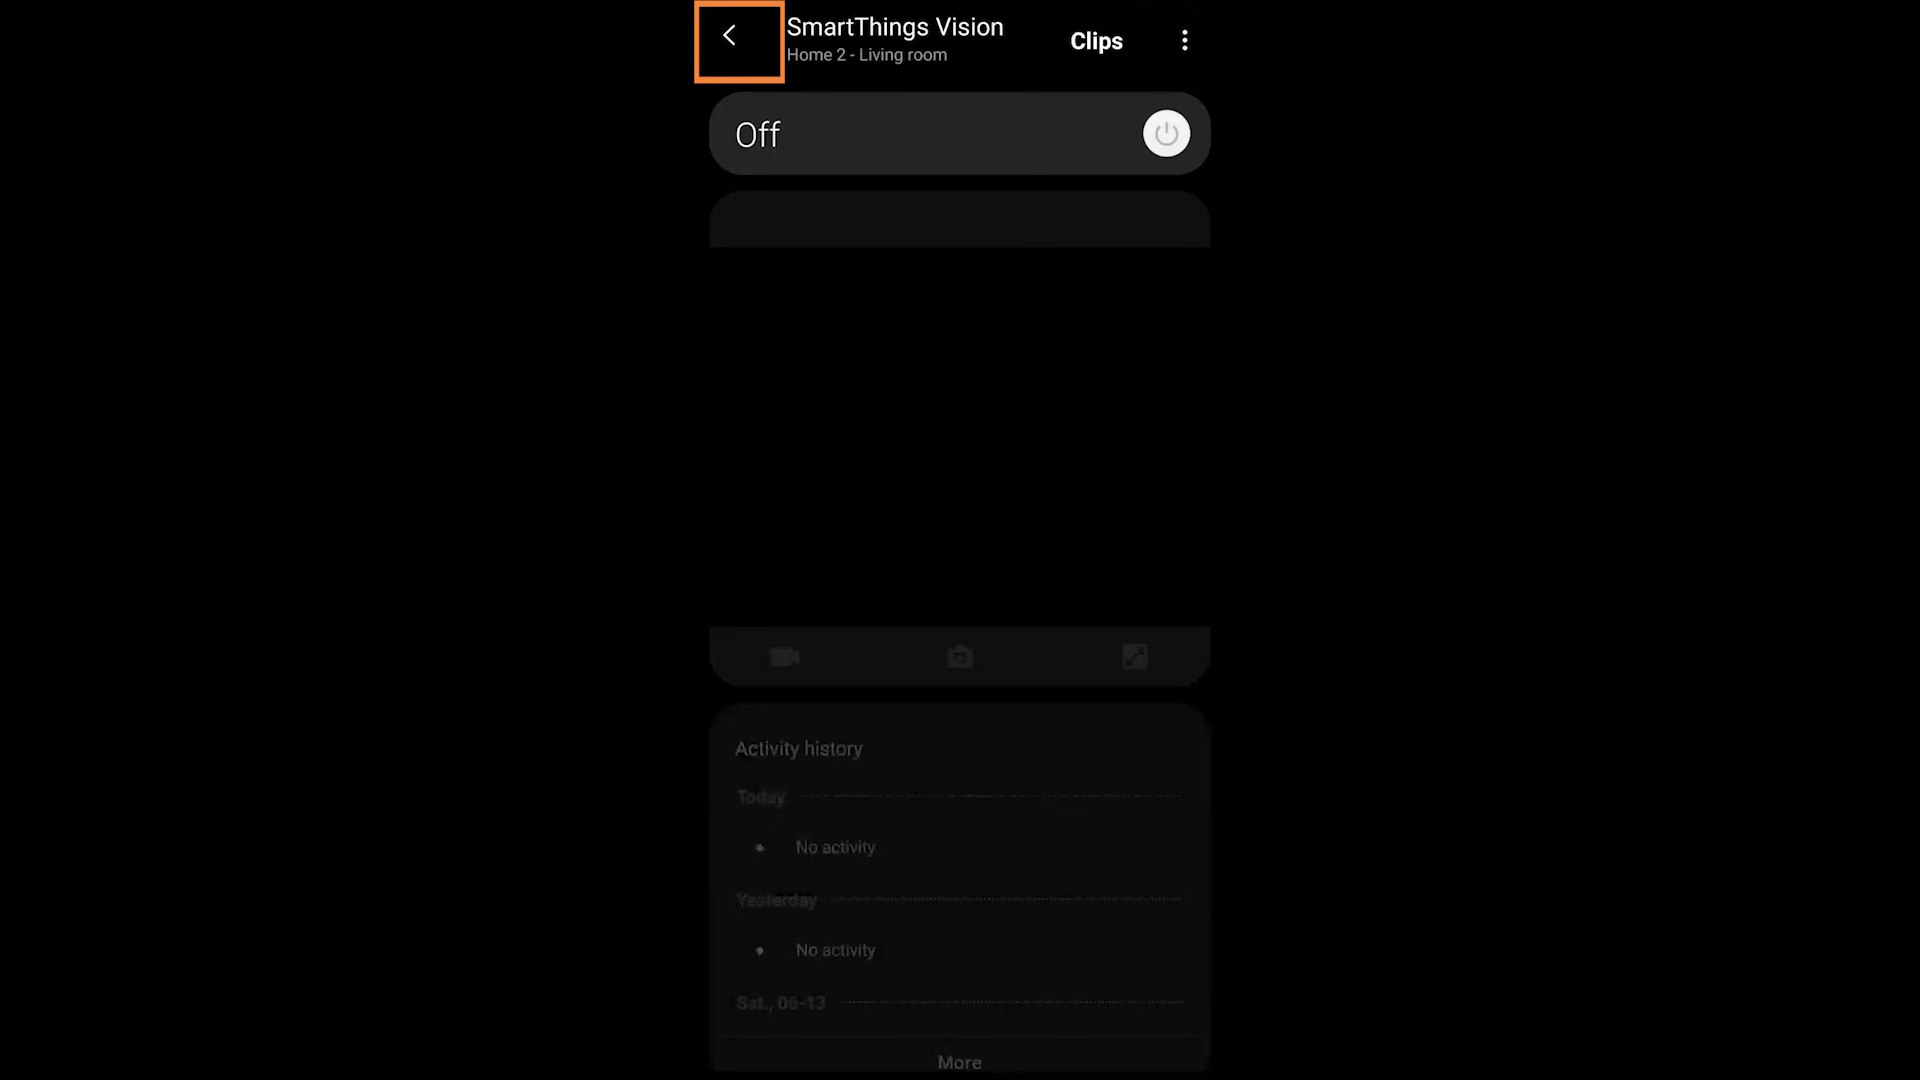 SmartThings Vision
Home 2 - Living room
Clips
Off
Activity history
Today
No activity
Yesterday
No activity
Sat., 06-13
More